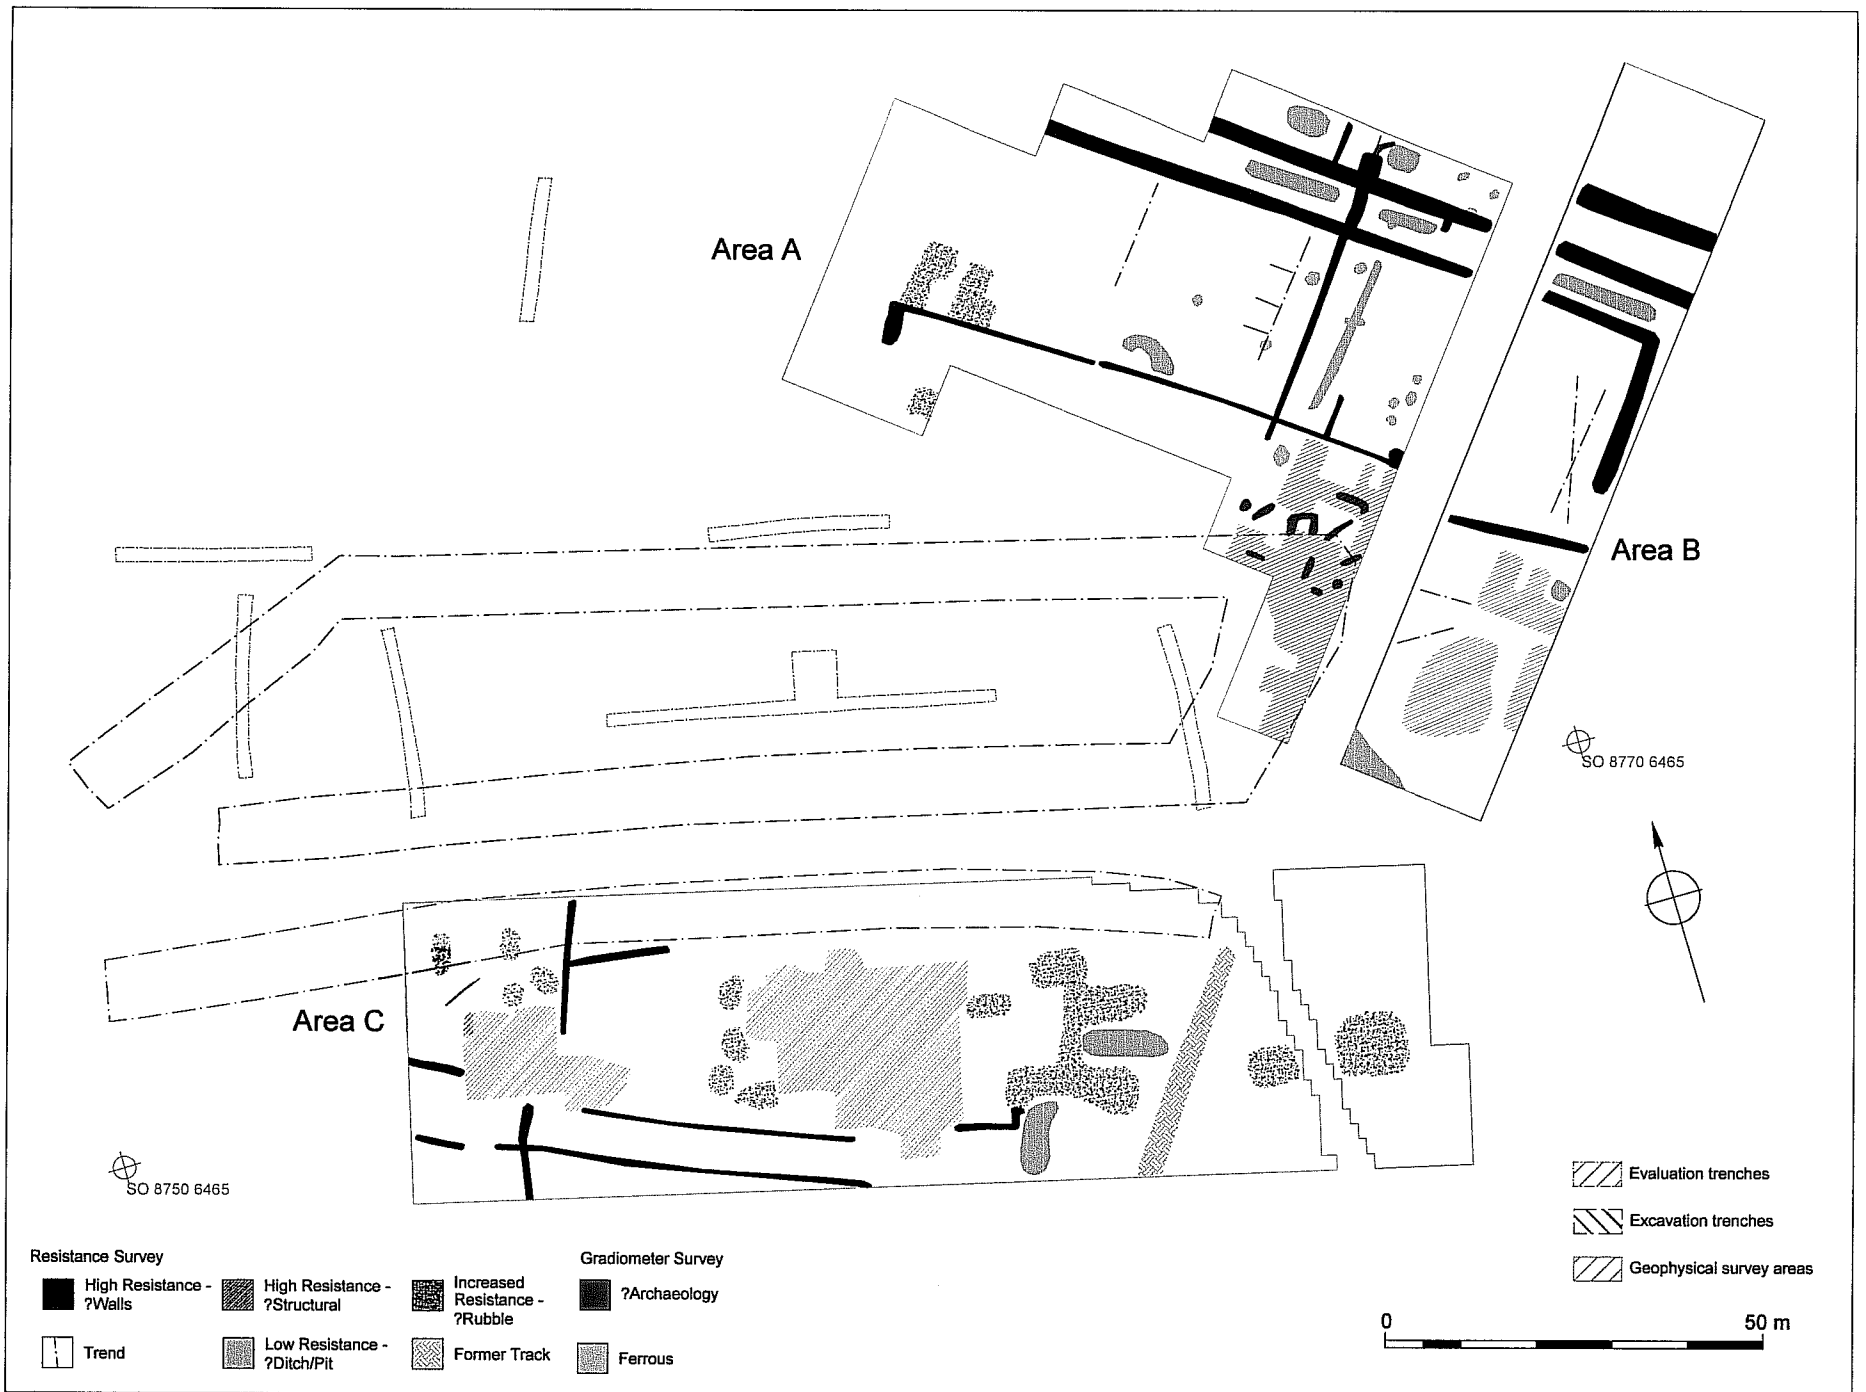 Area A
Area B
SO 8770 6465
Area C
SO 8750 6465
Resistance Survey
High Resistance -
?Walls
High Resistance -
?Structural
Increased
Resistance -
?Rubble
Trend
Low Resistance -
?Ditch/Pit
Former Track
Gradiometer Survey
?Archaeology
Ferrous
Evaluation trenches
Excavation trenches
Geophysical survey areas
0
50 m